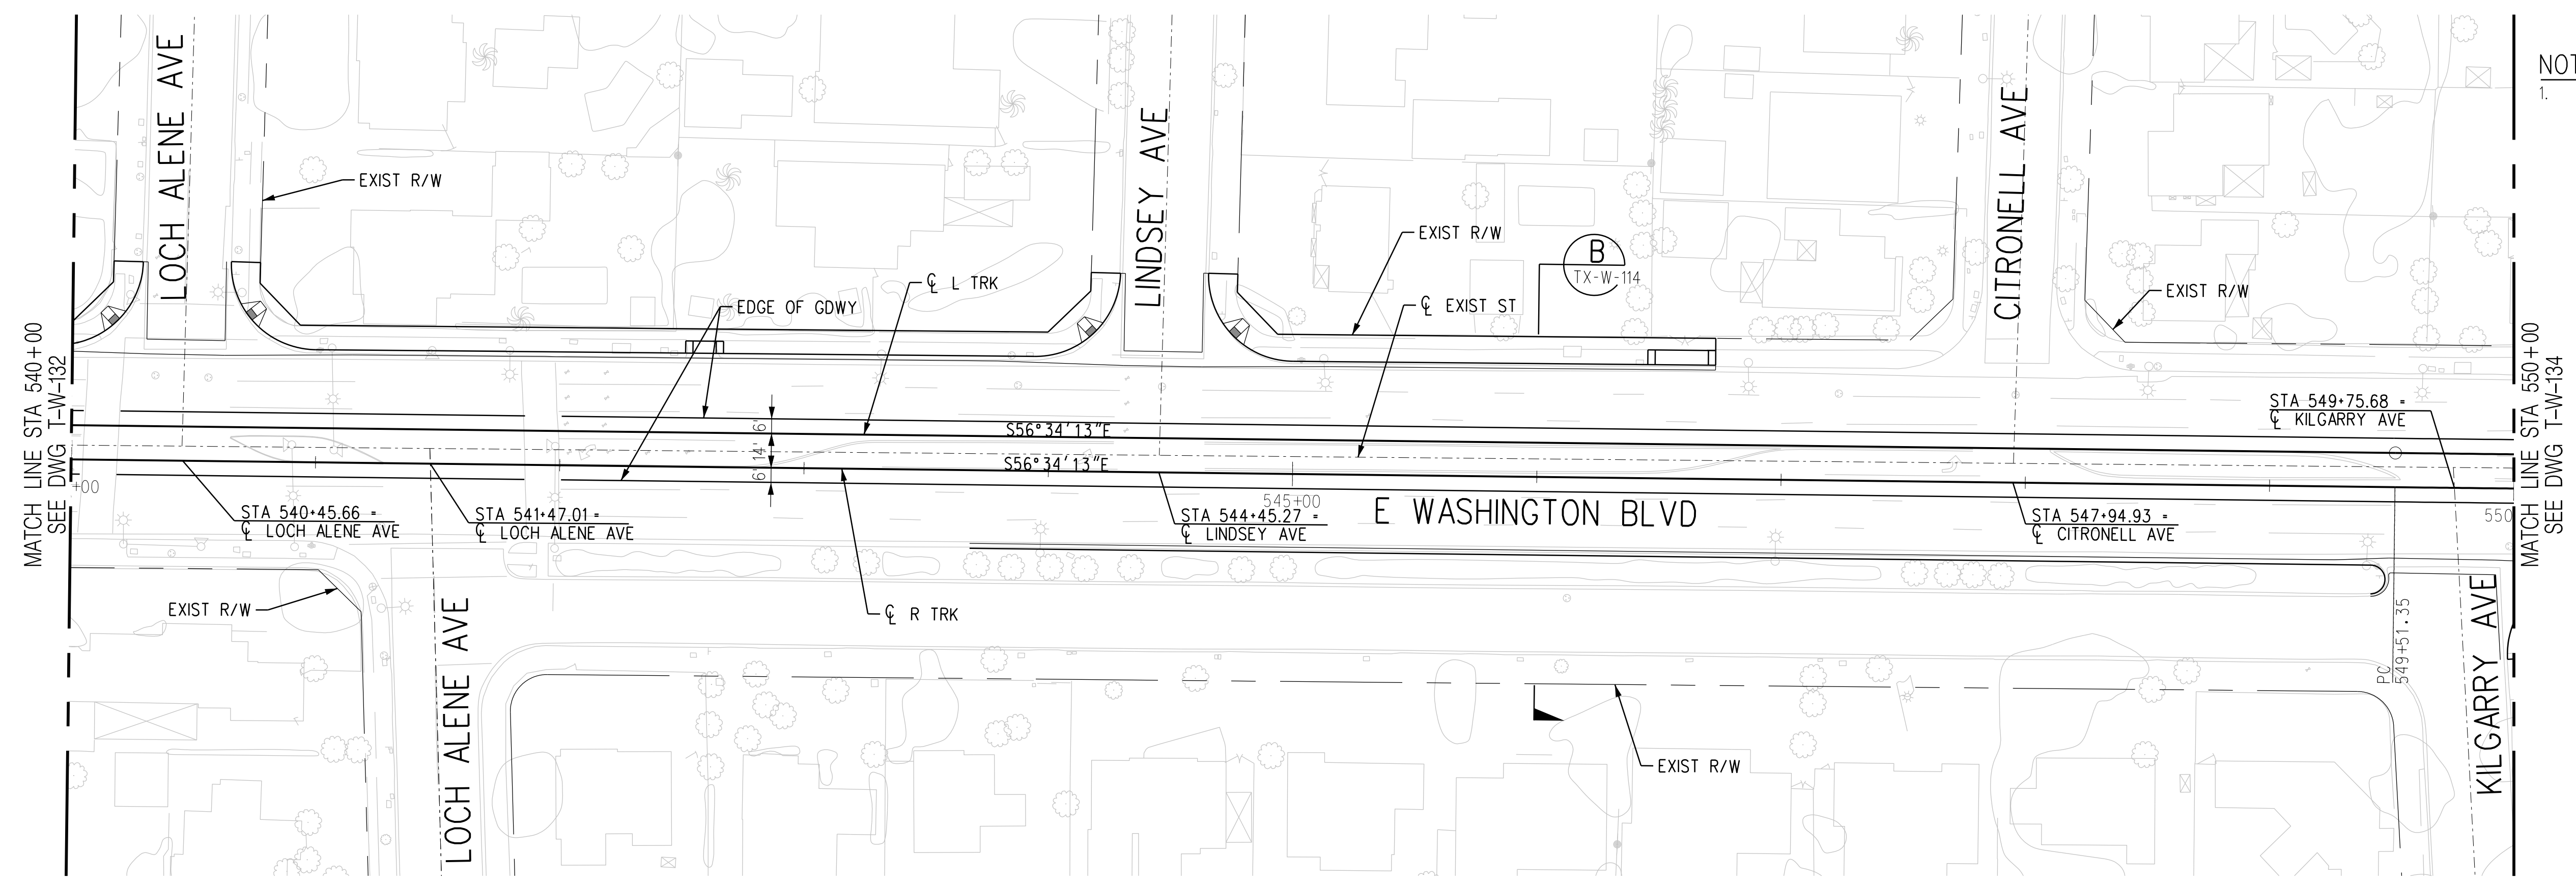 MATCH LINE STA 540+00
SEE DWG T-W-132
LOCH ALENE AVE
LINDSEY AVE
CITRONELL AVE
NOT
1.
EXIST R/W
EXIST R/W
B
TX-W-114
EXIST R/W
℄ L TRK
EDGE OF GDWY
℄ EXIST ST
6'
14'
6'
S56°34'13"E
S56°34'13"E
STA 549+75.68 =
℄ KILGARRY AVE
+00
545+00
550
STA 540+45.66 =
℄ LOCH ALENE AVE
STA 541+47.01 =
℄ LOCH ALENE AVE
STA 544+45.27 =
℄ LINDSEY AVE
E WASHINGTON BLVD
STA 547+94.93 =
℄ CITRONELL AVE
EXIST R/W
℄ R TRK
LOCH ALENE AVE
EXIST R/W
PC
549+51.35
KILGARRY AVE
MATCH LINE STA 550+00
SEE DWG T-W-134